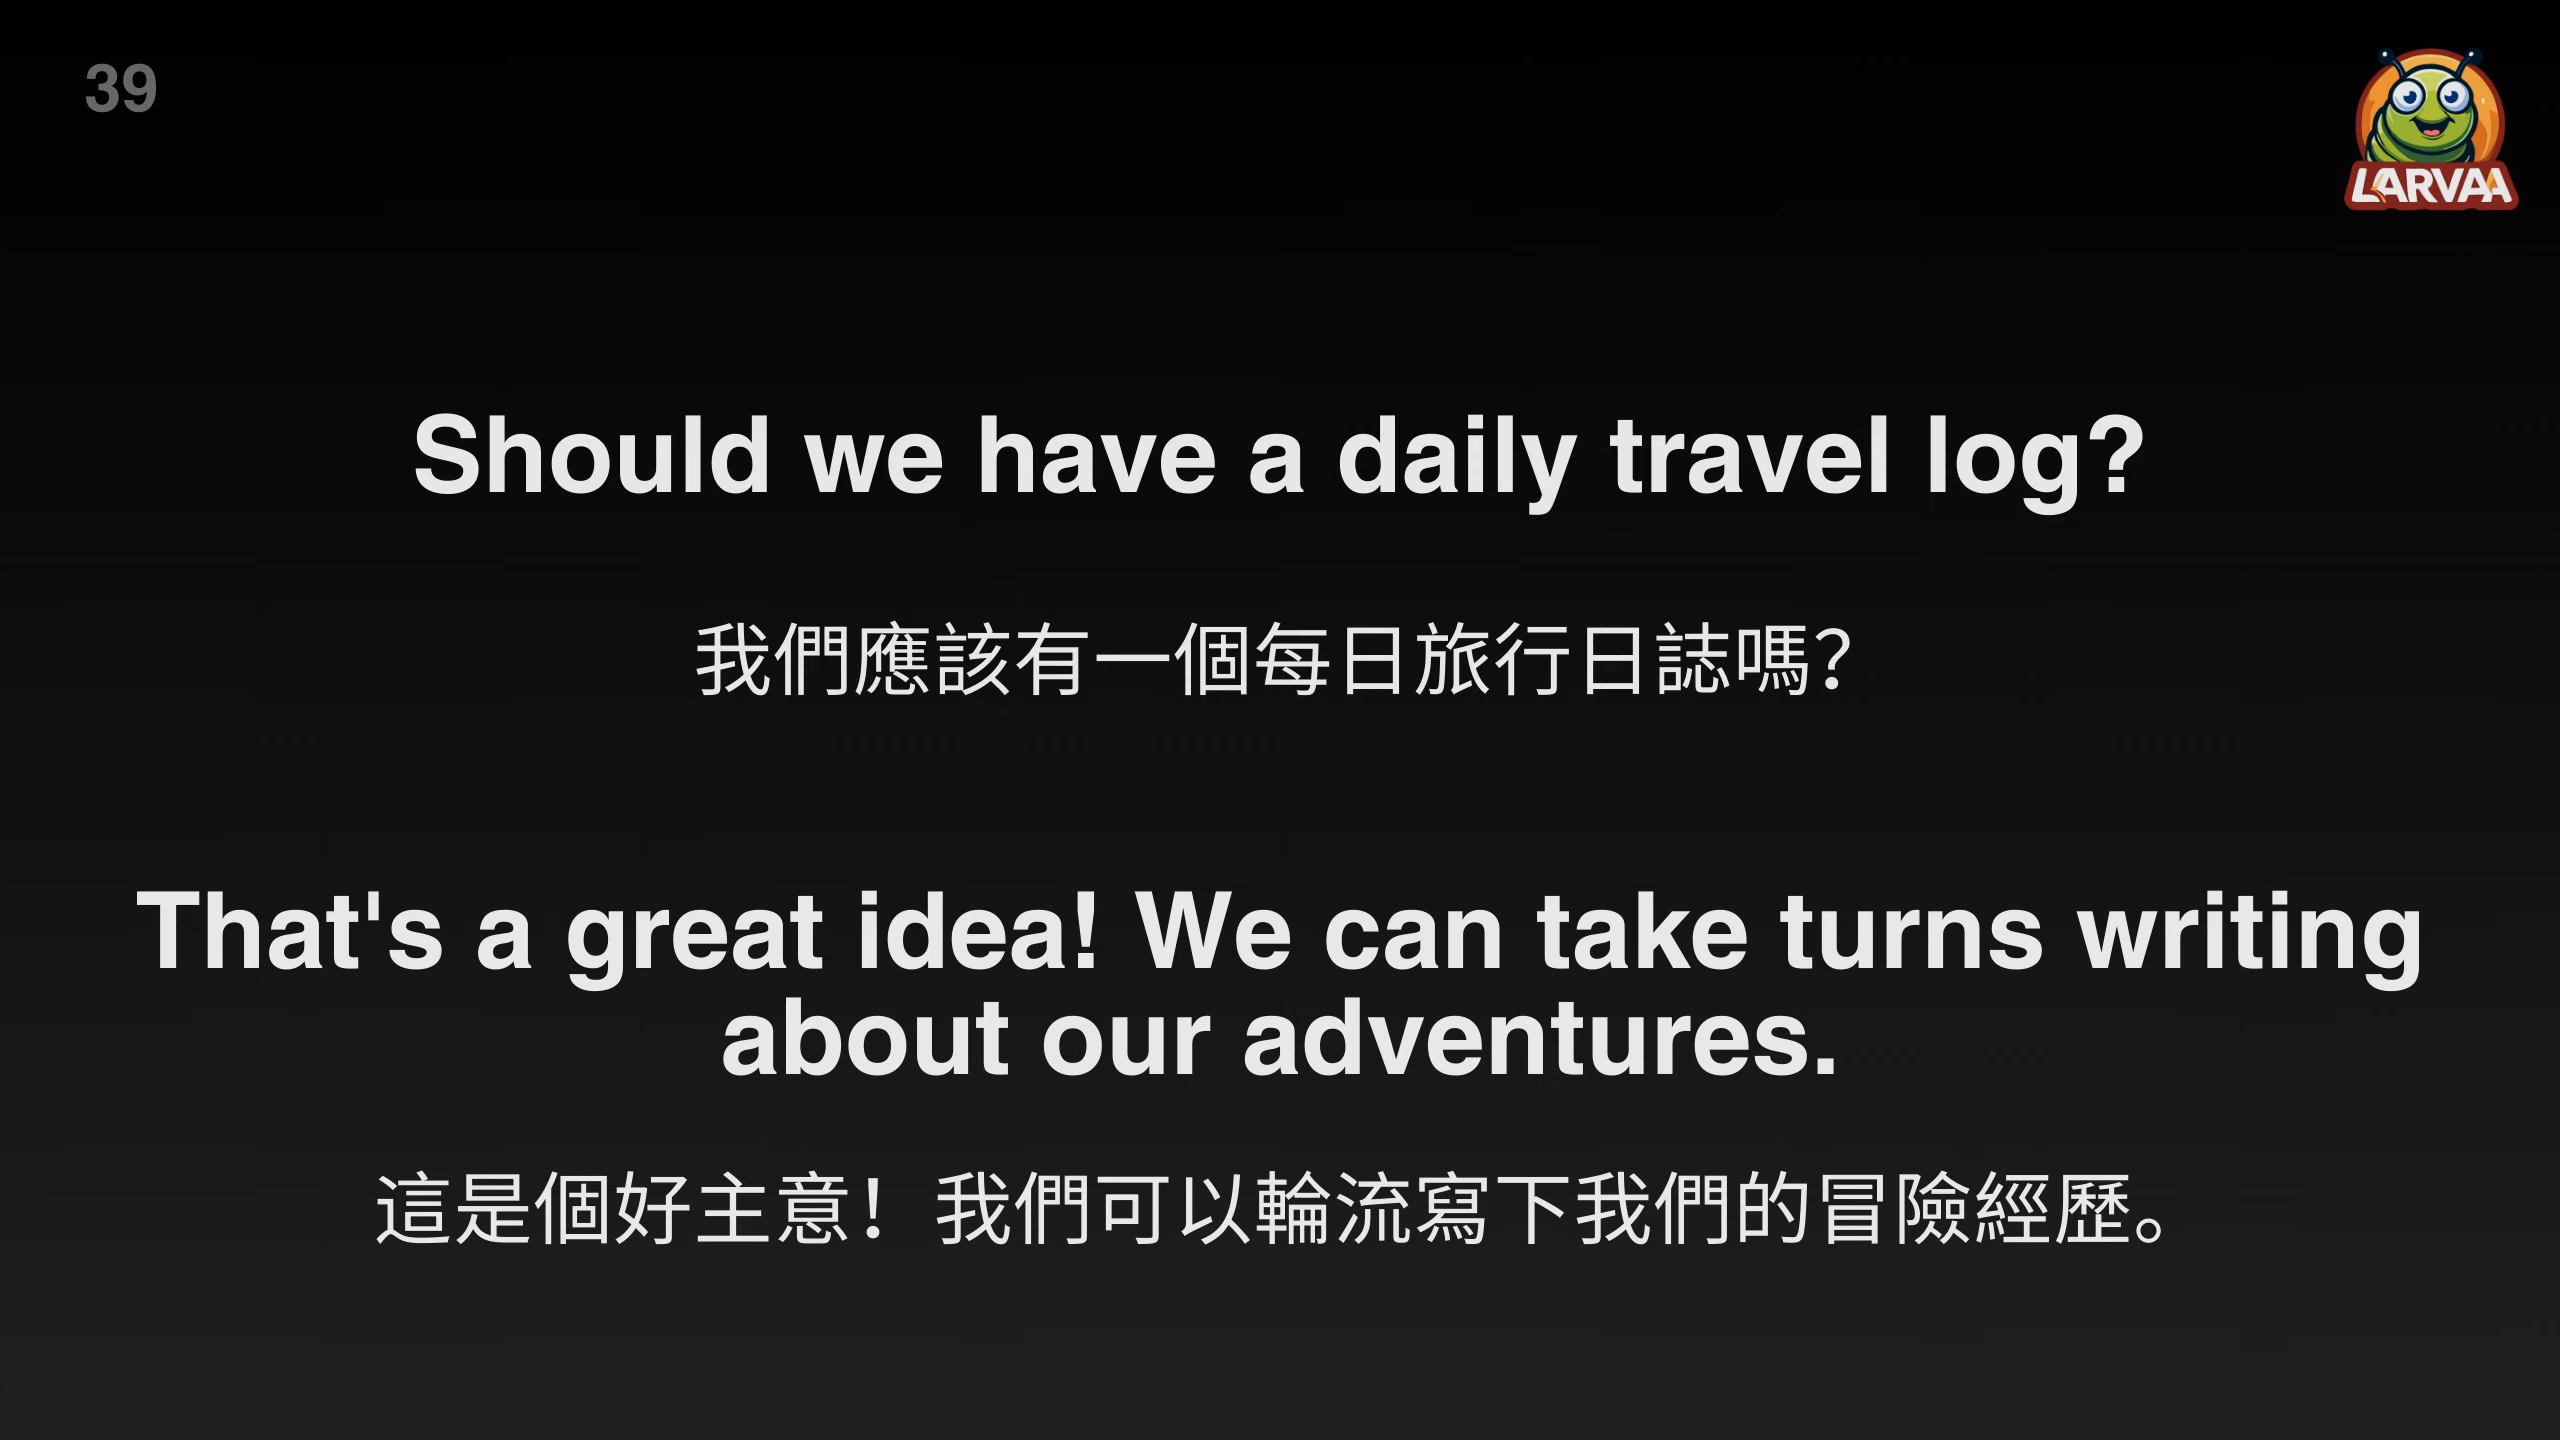 39
LARVAA
Should we have a daily travel log?
我們應該有一個每日旅行日誌嗎？
That's a great idea! We can take turns writing
about our adventures.
這是個好主意！我們可以輪流寫下我們的冒險經歷。